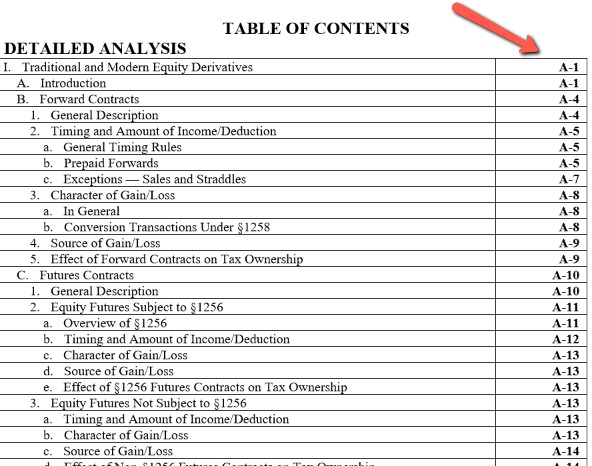 TABLE OF CONTENTS
DETAILED ANALYSIS
I. Traditional and Modern Equity Derivatives A-1
A. Introduction A-1
B. Forward Contracts A-4
1. General Description A-4
2. Timing and Amount of Income/Deduction A-5
a. General Timing Rules A-5
b. Prepaid Forwards A-5
c. Exceptions — Sales and Straddles A-7
3. Character of Gain/Loss A-8
a. In General A-8
b. Conversion Transactions Under §1258 A-8
4. Source of Gain/Loss A-9
5. Effect of Forward Contracts on Tax Ownership A-9
C. Futures Contracts A-10
1. General Description A-10
2. Equity Futures Subject to §1256 A-11
a. Overview of §1256 A-11
b. Timing and Amount of Income/Deduction A-12
c. Character of Gain/Loss A-13
d. Source of Gain/Loss A-13
e. Effect of §1256 Futures Contracts on Tax Ownership A-13
3. Equity Futures Not Subject to §1256 A-13
a. Timing and Amount of Income/Deduction A-13
b. Character of Gain/Loss A-13
c. Source of Gain/Loss A-14
d. Effect of Non-§1256 Futures Contracts on Tax Ownership A-14